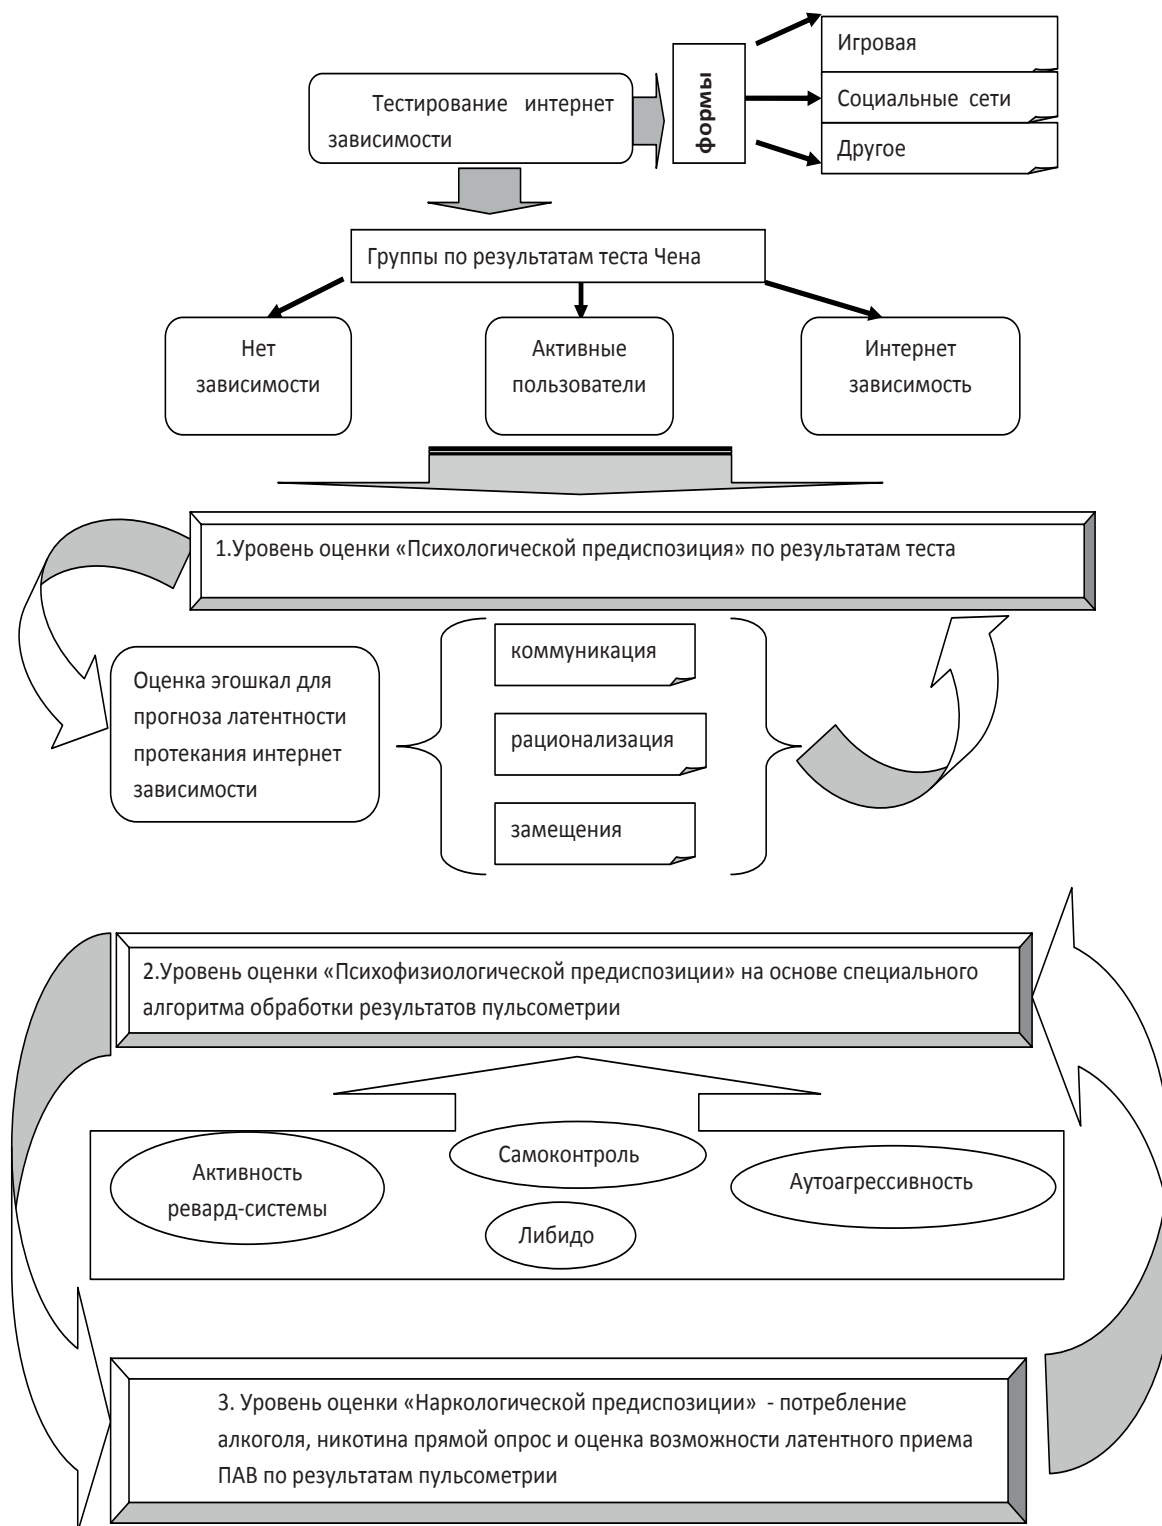 Тестирование интернет
зависимости
формы
Игровая
Социальные сети
Другое
Группы по результатам теста Чена
Нет
зависимости
Активные
пользователи
Интернет
зависимость
1.Уровень оценки «Психологической предиспозиция» по результатам теста
Оценка эгошкал для
прогноза латентности
протекания интернет
зависимости
коммуникация
рационализация
замещения
2.Уровень оценки «Психофизиологической предиспозиции» на основе специального
алгоритма обработки результатов пульсометрии
Активность
ревард-системы
Самоконтроль
Либидо
Аутоагрессивность
3. Уровень оценки «Наркологической предиспозиции» - потребление
алкоголя, никотина прямой опрос и оценка возможности латентного приема
ПАВ по результатам пульсометрии